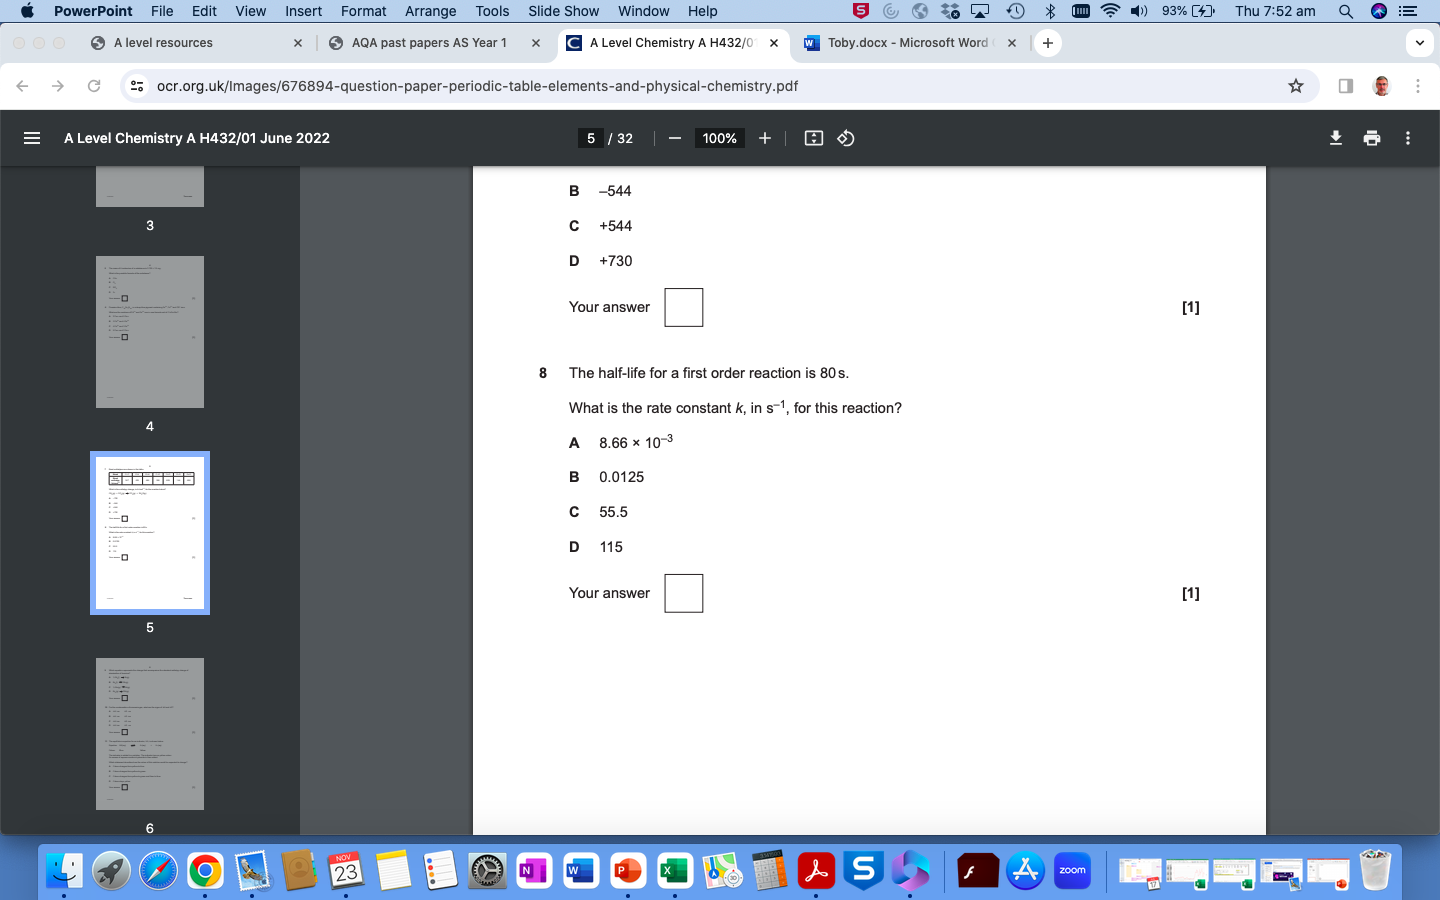 PowerPoint File Edit View Insert Format Arrange Tools Slide Show Window Help 93% Thu 7:52 am
A level resources AQA past papers AS Year 1 A Level Chemistry A H432/0 Toby.docx - Microsoft Word
ocr.org.uk/Images/676894-question-paper-periodic-table-elements-and-physical-chemistry.pdf
A Level Chemistry A H432/01 June 2022 5 / 32 100%
3
4
5
6
B –544
C +544
D +730
Your answer [1]
8 The half-life for a first order reaction is 80 s.
What is the rate constant k, in s⁻¹, for this reaction?
A 8.66 × 10⁻³
B 0.0125
C 55.5
D 115
Your answer [1]
NOV
23
zoom